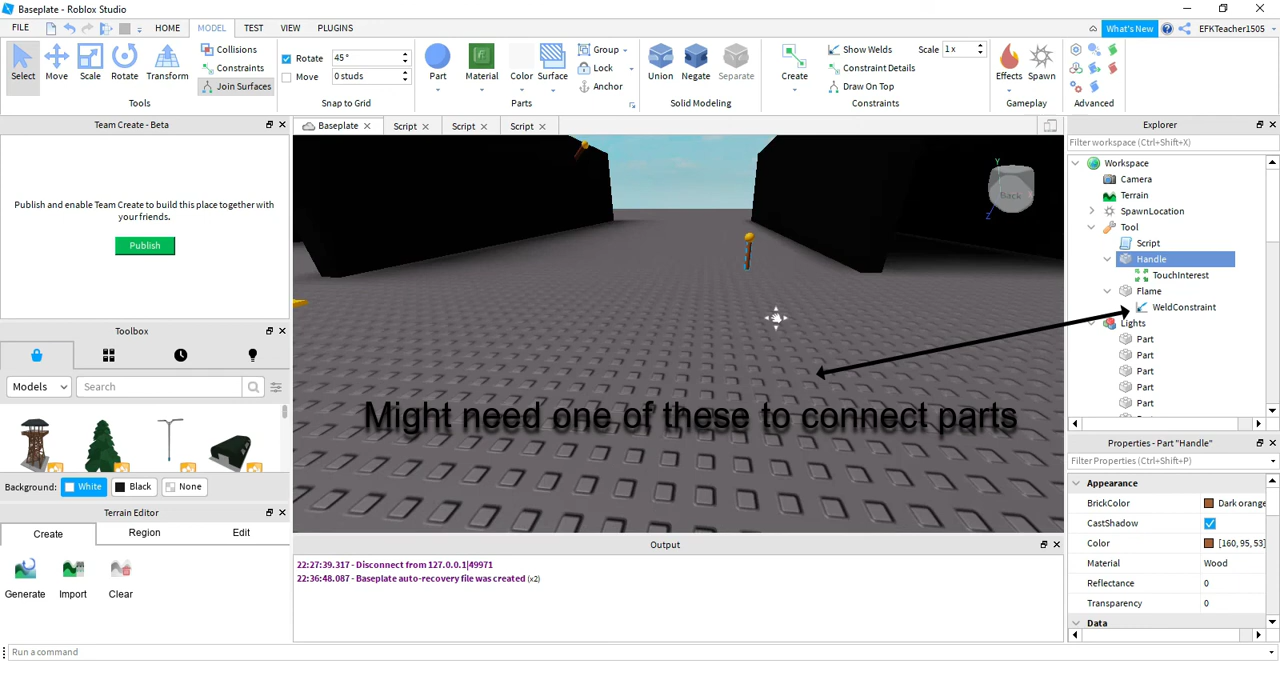 Baseplate - Roblox Studio
FILE HOME MODEL TEST VIEW PLUGINS What's New EFKTeacher1505
Select Move Scale Rotate Transform
Collisions
Constraints
Join Surfaces
Tools
Rotate 45°
Move 0 studs
Snap to Grid
Part Material Color Surface
Group
Lock
Anchor
Parts
Union Negate Separate
Solid Modeling
Create
Show Welds Scale 1 x
Constraint Details
Draw On Top
Constraints
Effects Spawn
Gameplay
Advanced
Team Create - Beta
Publish and enable Team Create to build this place together with
your friends.
Publish
Toolbox
Models Search
Background: White Black None
Terrain Editor
Create Region Edit
Generate Import Clear
Baseplate Script Script Script
Y
Back
Z
Might need one of these to connect parts
Output
22:27:39.317 - Disconnect from 127.0.0.1|49971
22:36:48.087 - Baseplate auto-recovery file was created (x2)
Explorer
Filter workspace (Ctrl+Shift+X)
Workspace
Camera
Terrain
SpawnLocation
Tool
Script
Handle
TouchInterest
Flame
WeldConstraint
Lights
Part
Part
Part
Part
Part
Properties - Part "Handle"
Filter Properties (Ctrl+Shift+P)
Appearance
BrickColor Dark orange
CastShadow
Color [160, 95, 53]
Material Wood
Reflectance 0
Transparency 0
Data
Run a command